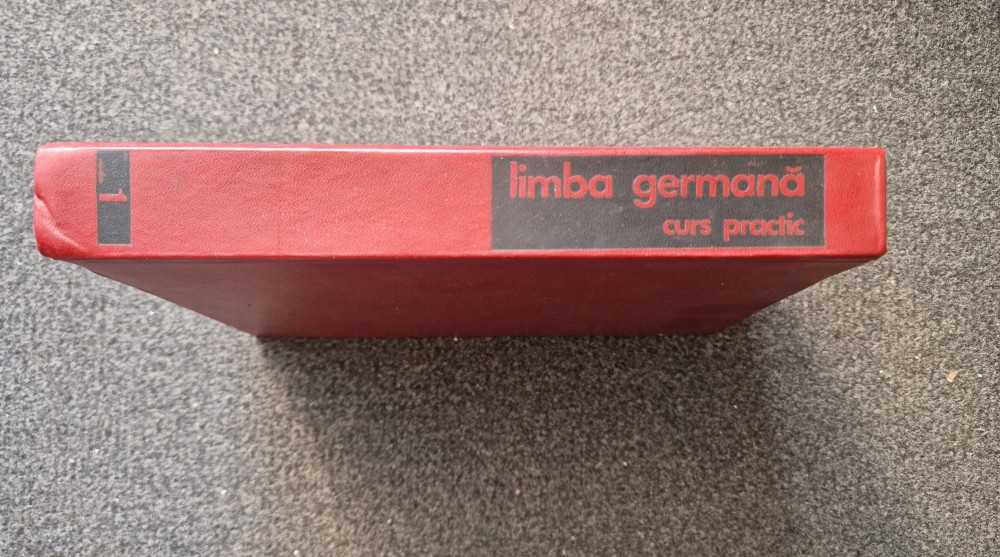 limba germană
curs practic
1